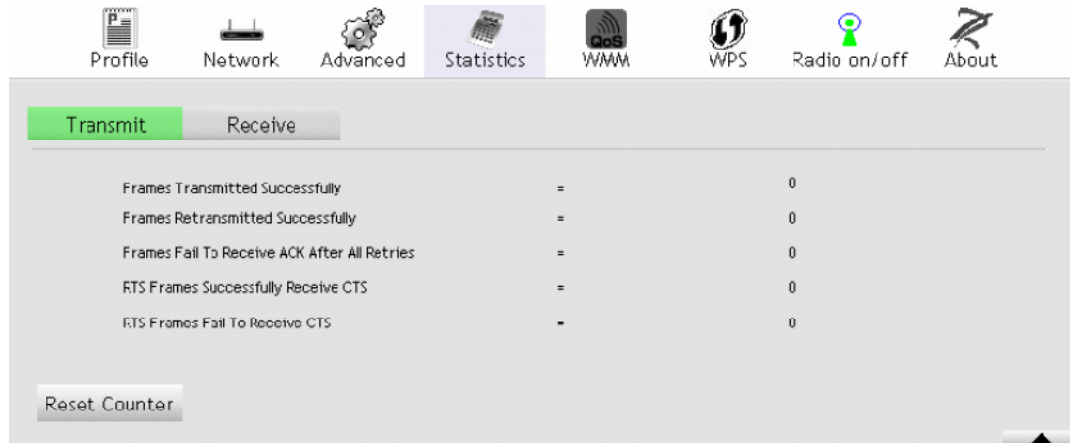 Profile Network Advanced Statistics WMM WPS Radio on/off About
QoS
Transmit Receive
Frames Transmitted Successfully = 0
Frames Retransmitted Successfully = 0
Frames Fail To Receive ACK After All Retries = 0
RTS Frames Successfully Receive CTS = 0
RTS Frames Fail To Receive CTS = 0
Reset Counter